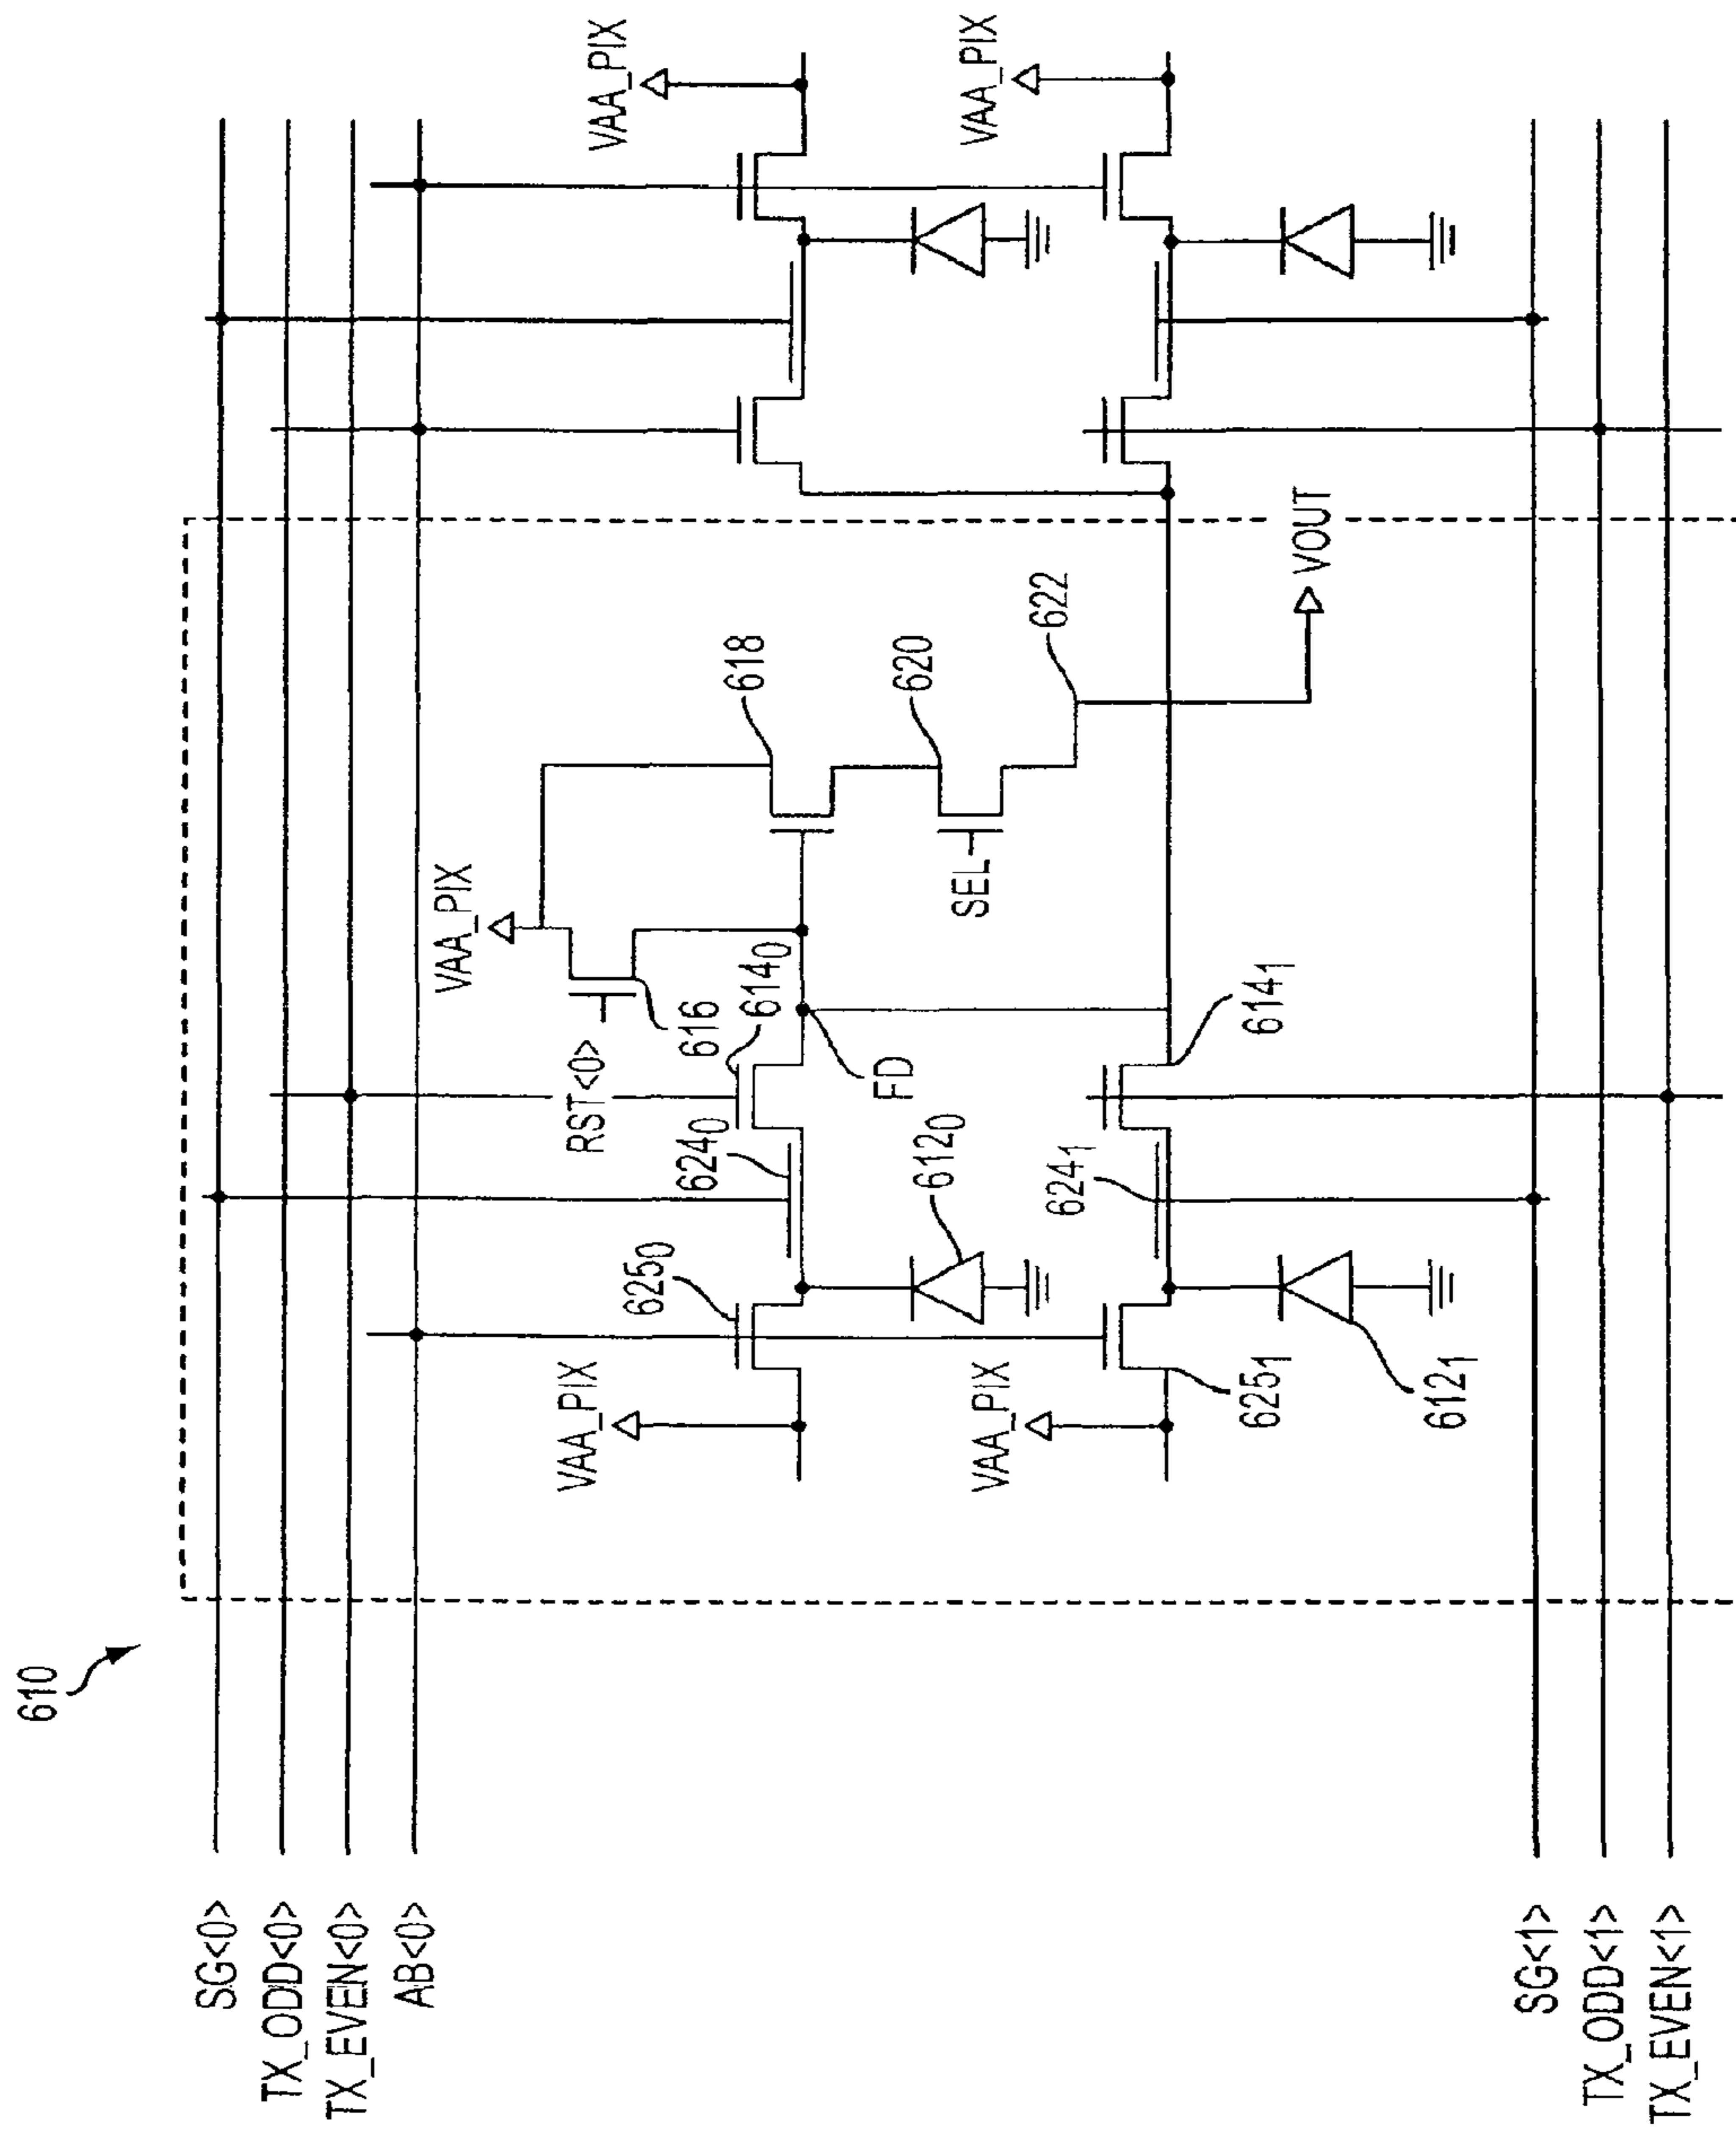 610
SG<0>
TX_ODD<0>
TX_EVEN<0>
AB<0>
VAA_PIX
VAA_PIX
VAA_PIX
VAA_PIX
VAA_PIX
625₀
624₀
614₀
RST<0>
616
618
620
SEL
622
VOUT
FD
612₀
624₁
614₁
625₁
612₁
SG<1>
TX_ODD<1>
TX_EVEN<1>